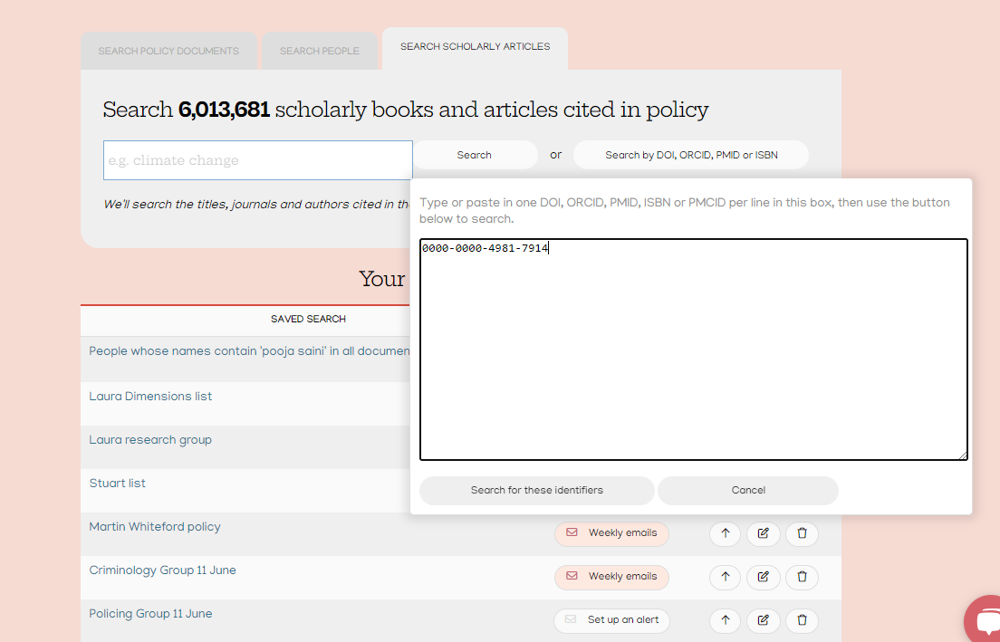 SEARCH POLICY DOCUMENTS
SEARCH PEOPLE
SEARCH SCHOLARLY ARTICLES
Search 6,013,681 scholarly books and articles cited in policy
e.g. climate change
Search
or
Search by DOI, ORCID, PMID or ISBN
We'll search the titles, journals and authors cited in
Type or paste in one DOI, ORCID, PMID, ISBN or PMCID per line in this box, then use the button
below to search.
0000-0000-4981-7914
Search for these identifiers
Cancel
Your
SAVED SEARCH
People whose names contain 'pooja saini' in all
Laura Dimensions list
Laura research group
Stuart list
Martin Whiteford policy
Weekly emails
Criminology Group 11 June
Weekly emails
Policing Group 11 June
Set up an alert